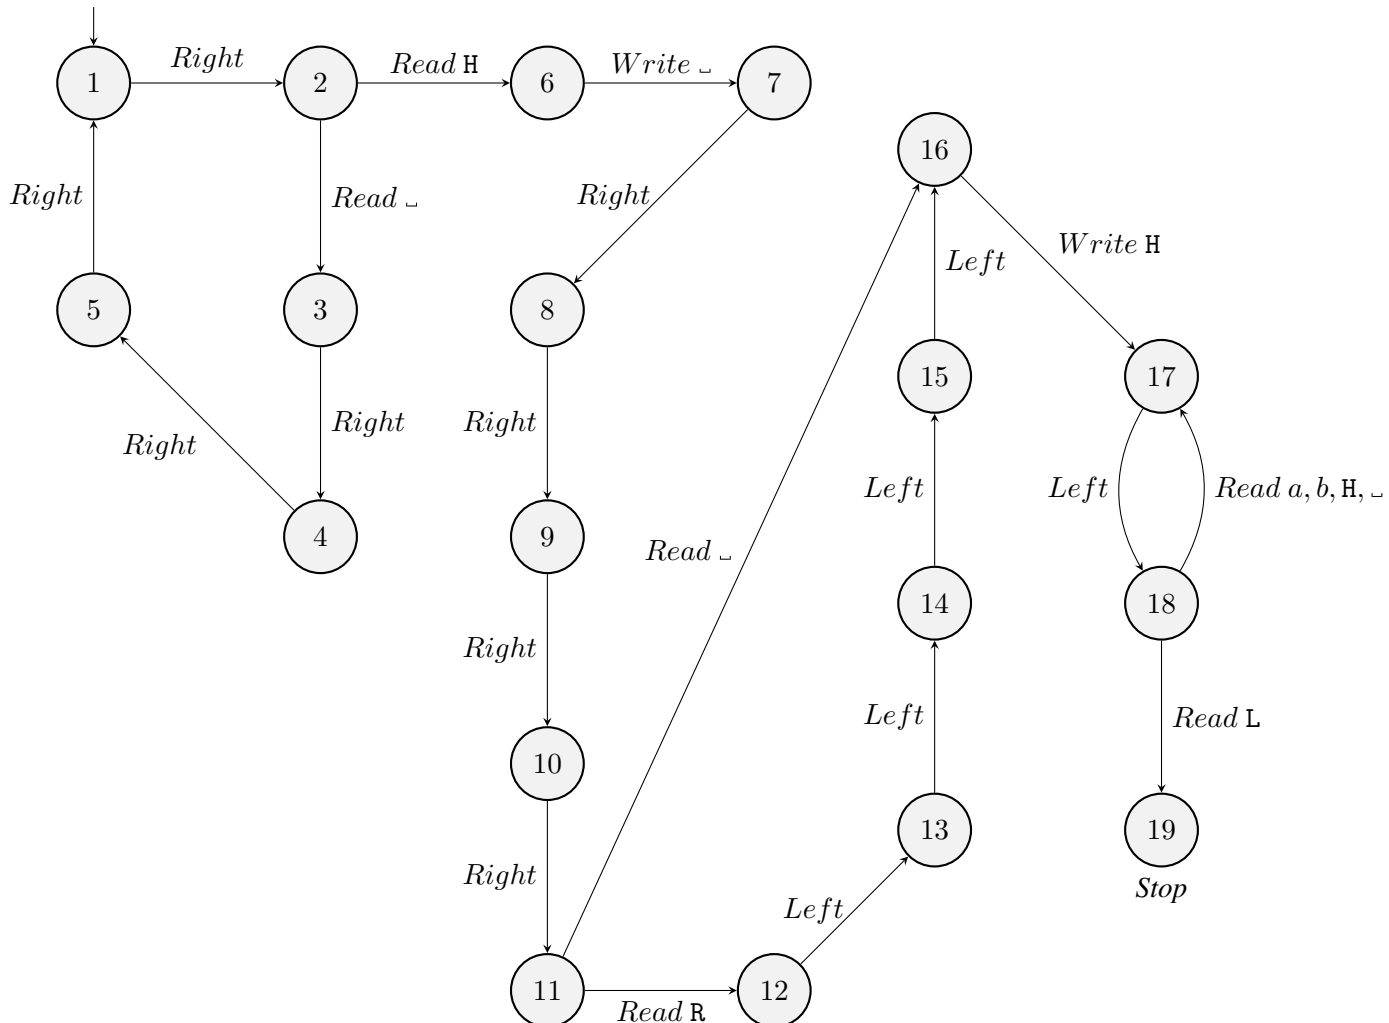 Right
Read H
Write ␣
1
2
6
7
16
Right
Read ␣
Right
Write H
Left
5
3
8
15
17
Right
Right
Right
Left
Left
Read a, b, H, ␣
4
9
Read ␣
14
18
Right
Left
Read L
10
13
19
Right
Left
Stop
11
12
Read R